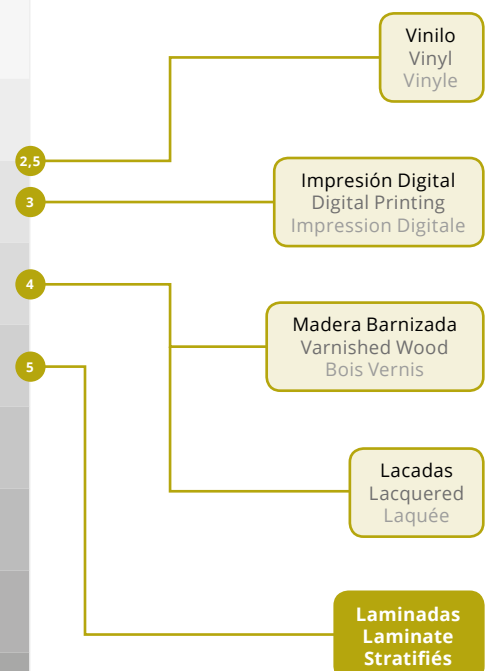 Vinilo
Vinyl
Vinyle
2,5
3
Impresión Digital
Digital Printing
Impression Digitale
4
Madera Barnizada
Varnished Wood
Bois Vernis
5
Lacadas
Lacquered
Laquée
Laminadas
Laminate
Stratifiés